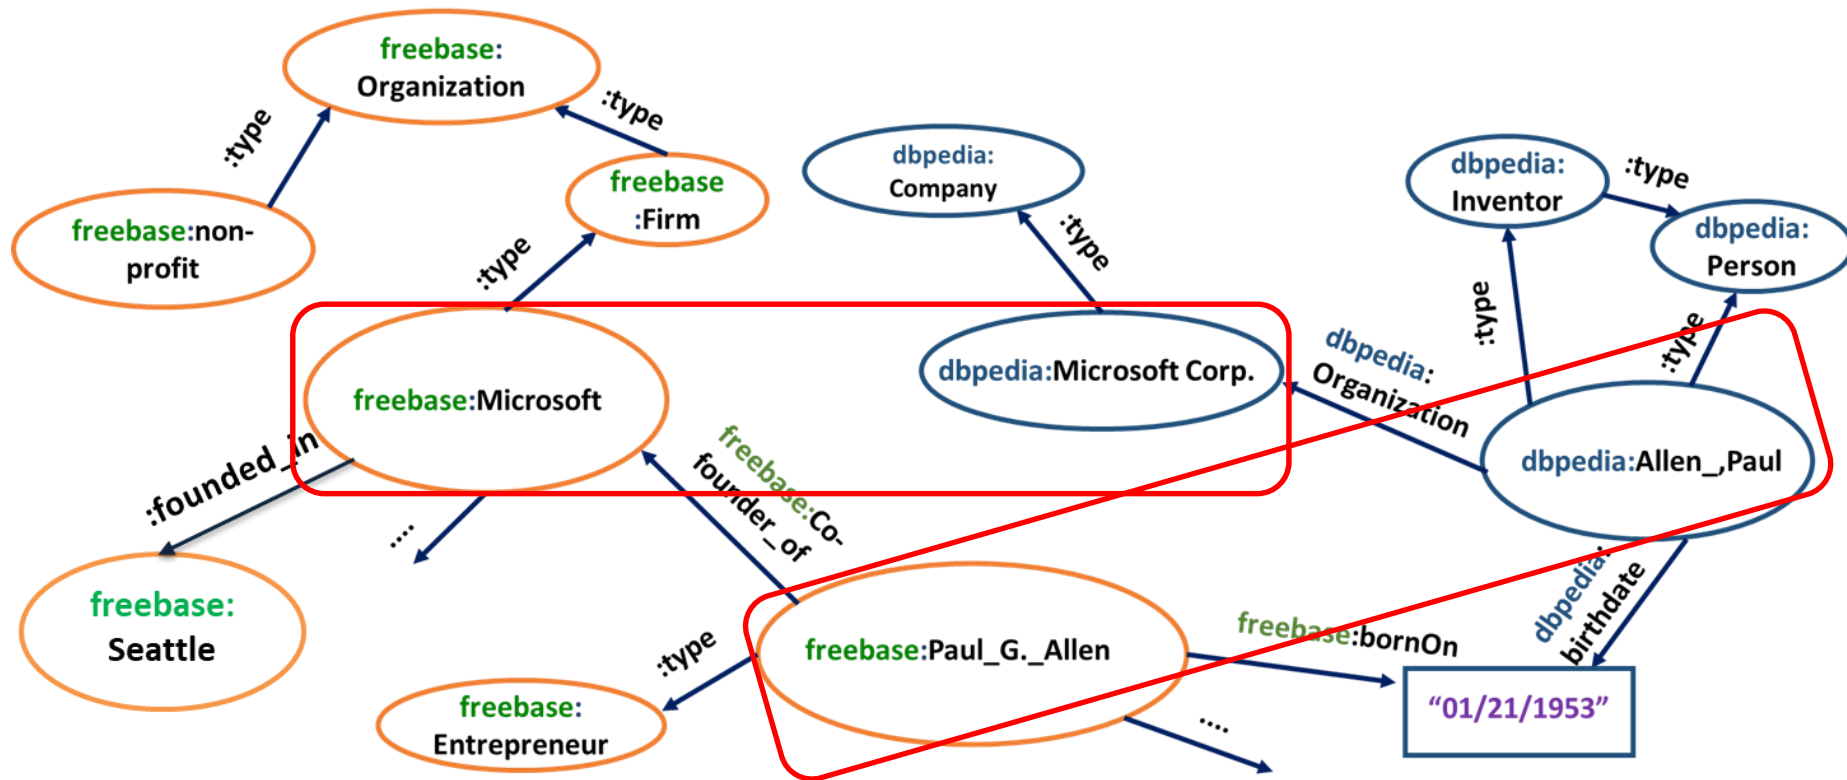 freebase:
Organization
:type
:type
freebase:non-
profit
freebase
:Firm
:type
dbpedia:
Company
:type
dbpedia:
Inventor
:type
dbpedia:
Person
:type
:type
freebase:Microsoft
dbpedia:Microsoft Corp.
dbpedia:
Organization
dbpedia:Allen_,Paul
:founded_in
freebase:
Seattle
....
freebase:Co-
founder_of
freebase:Paul_G._Allen
:type
freebase:
Entrepreneur
freebase:bornOn
....
dbpedia:
birthdate
“01/21/1953”